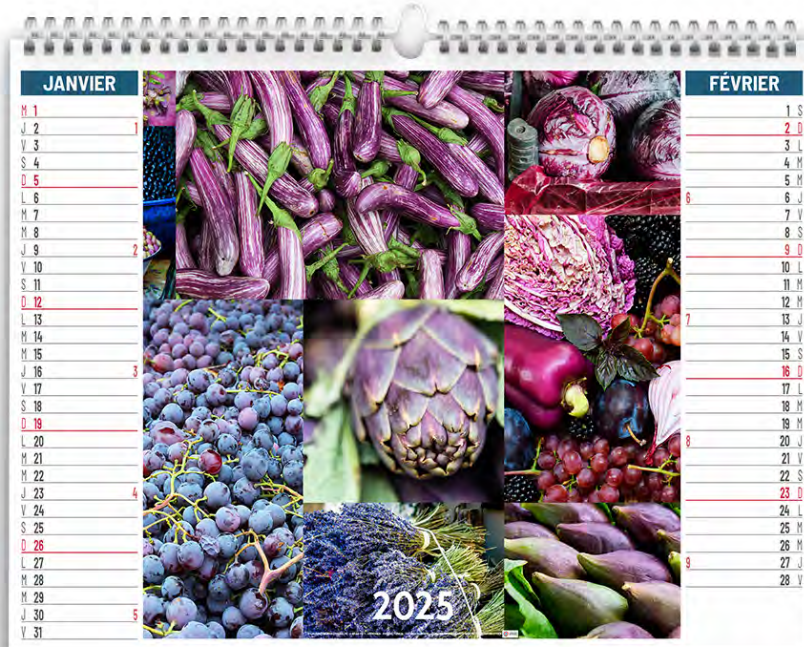 JANVIER
M 1
J 2 1
V 3
S 4
D 5
L 6
M 7
M 8
J 9 2
V 10
S 11
D 12
L 13
M 14
M 15
J 16 3
V 17
S 18
D 19
L 20
M 21
M 22
J 23 4
V 24
S 25
D 26
L 27
M 28
M 29
J 30 5
V 31
2025
FÉVRIER
1 S
2 D
3 L
4 M
5 M
6 6 J
7 V
8 S
9 D
10 L
11 M
12 M
7 13 J
14 V
15 S
16 D
17 L
18 M
19 M
8 20 J
21 V
22 S
23 D
24 L
25 M
26 M
9 27 J
28 V